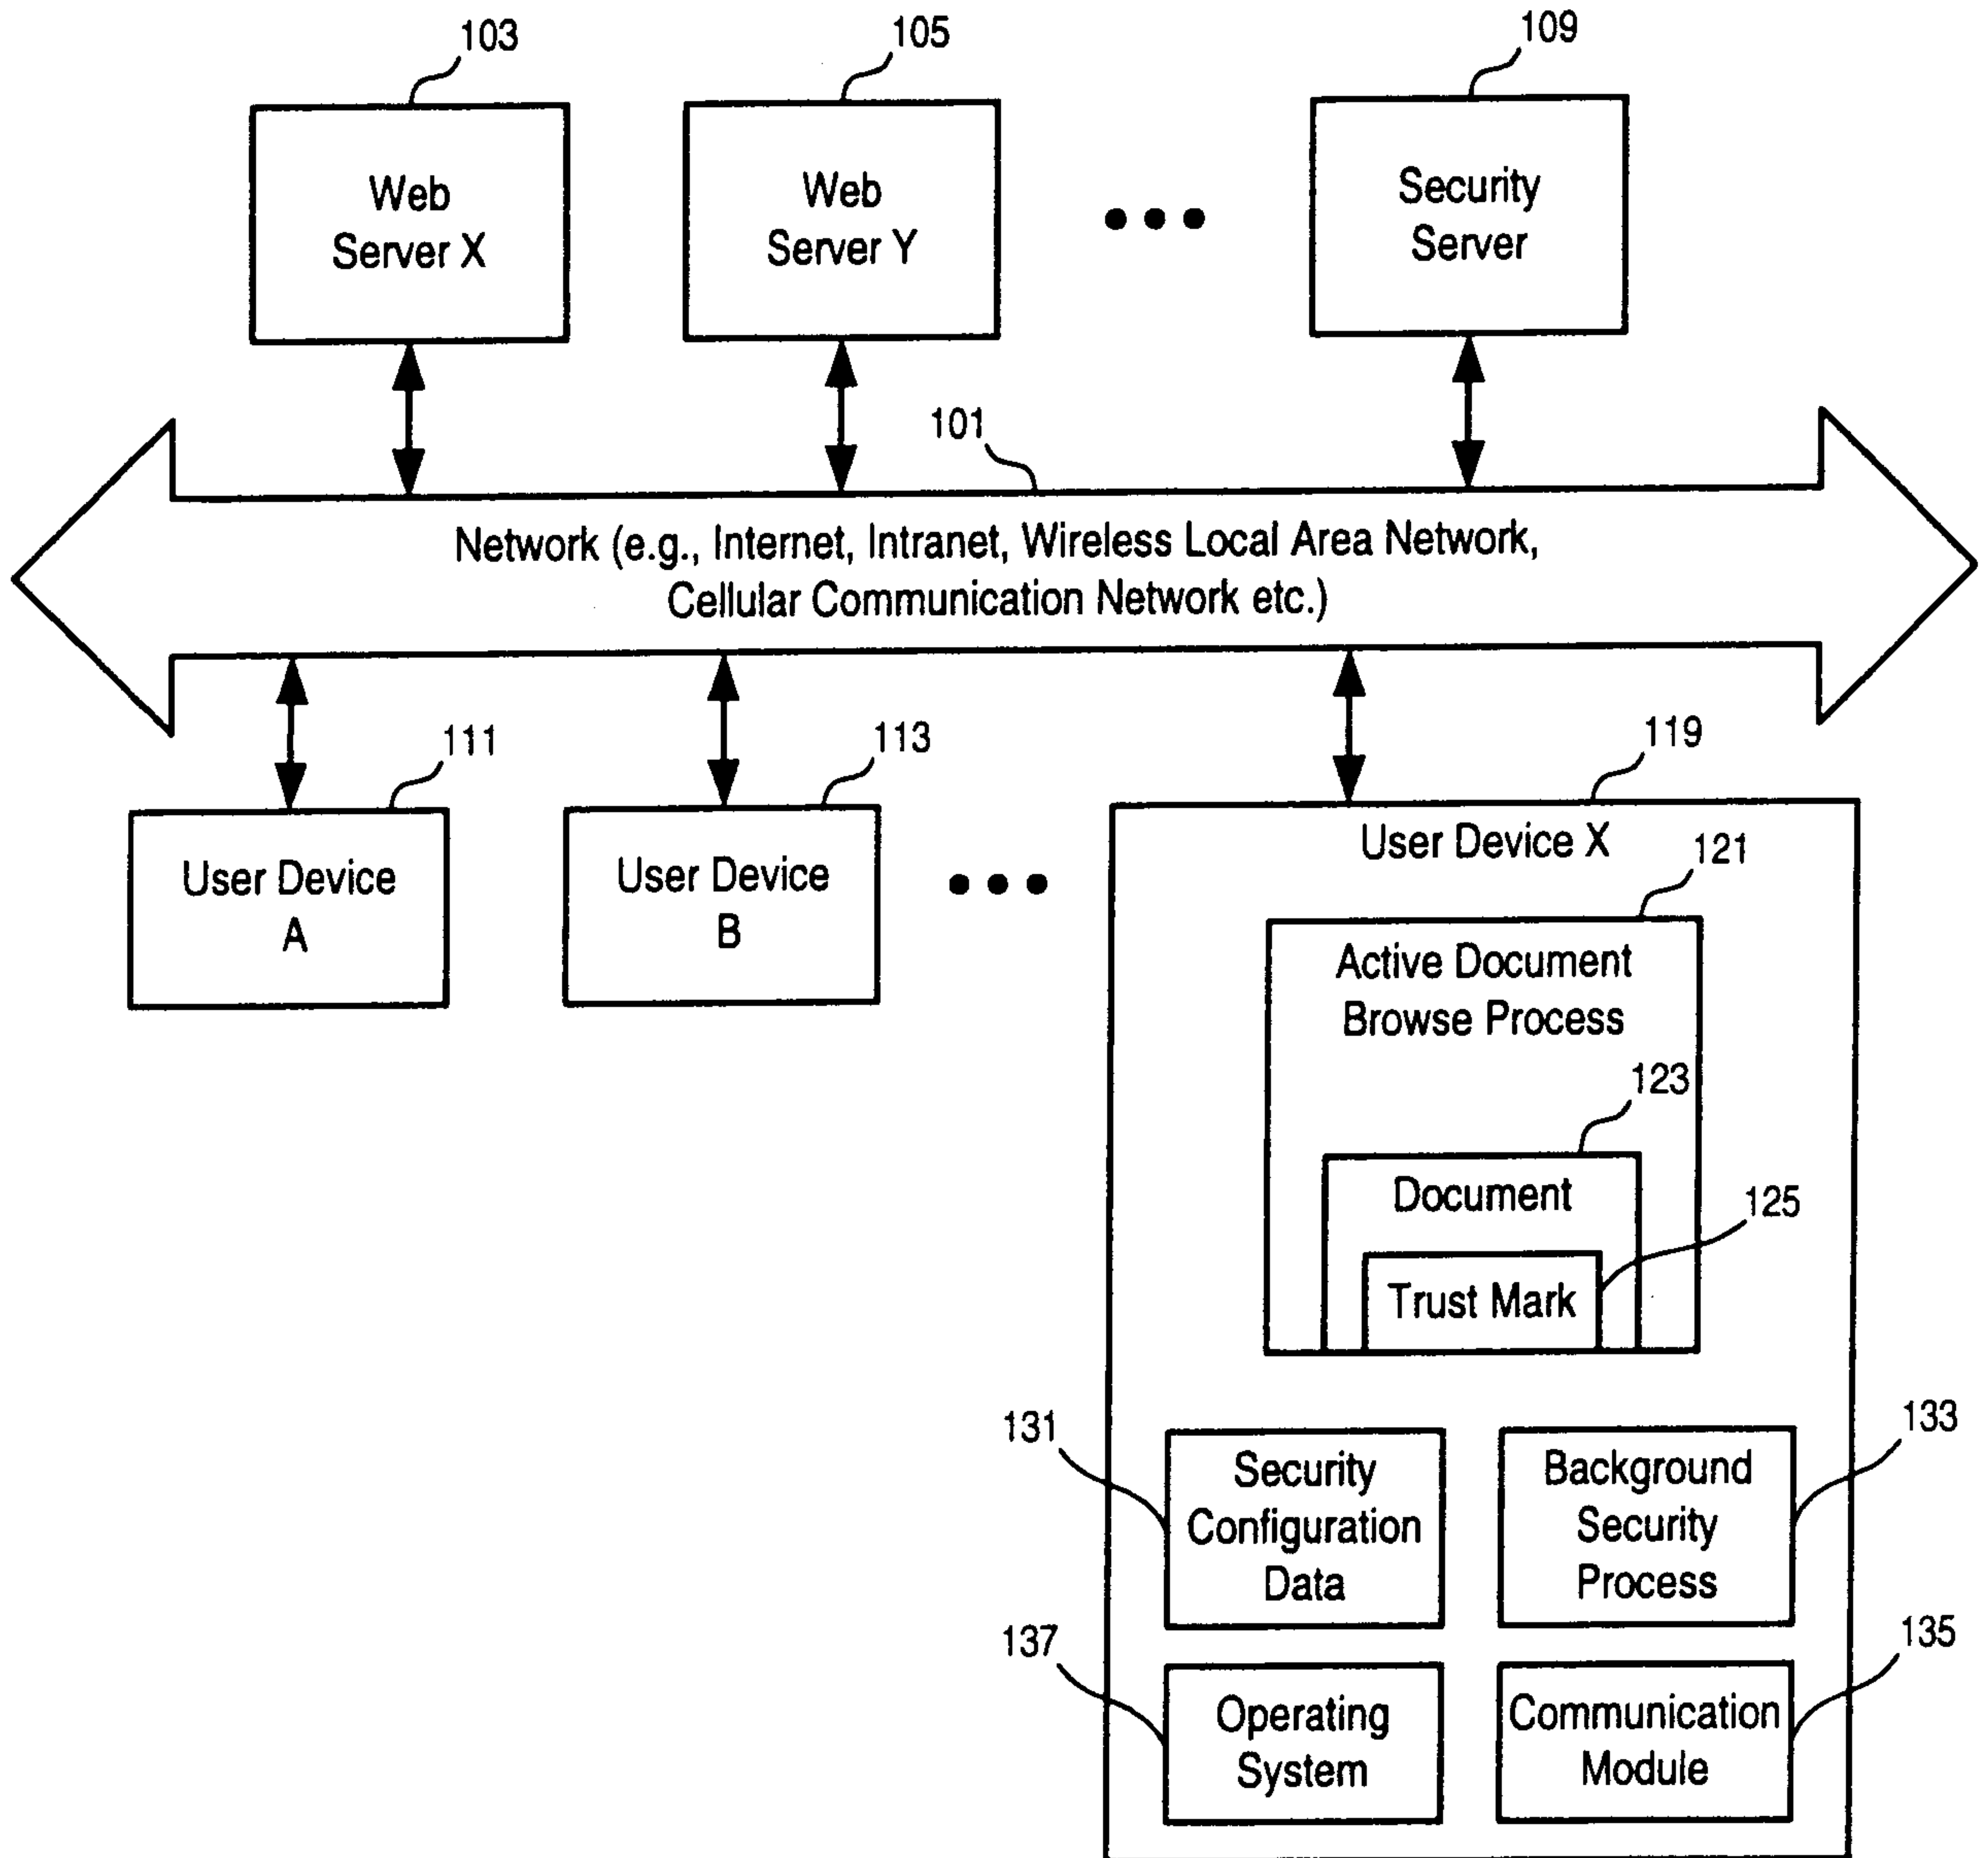 103
105
109
Web
Server X
Web
Server Y
Security
Server
101
Network (e.g., Internet, Intranet, Wireless Local Area Network,
Cellular Communication Network etc.)
111
113
119
User Device
A
User Device
B
User Device X
121
Active Document
Browse Process
123
Document
125
Trust Mark
131
133
Security
Configuration
Data
Background
Security
Process
137
135
Operating
System
Communication
Module